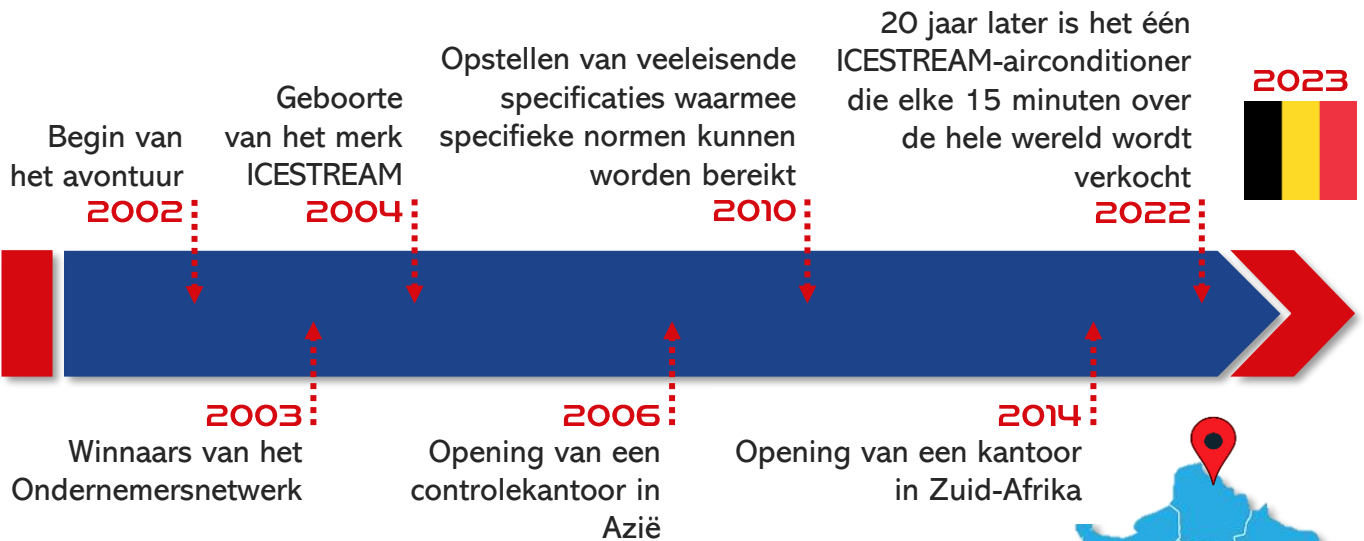 Begin van
het avontuur
2002
Geboorte
van het merk
ICESTREAM
2004
Opstellen van veeleisende
specificaties waarmee
specifieke normen kunnen
worden bereikt
2010
20 jaar later is het één
ICESTREAM-airconditioner
die elke 15 minuten over
de hele wereld wordt
verkocht
2022
2023
2003
Winnaars van het
Ondernemersnetwerk
2006
Opening van een
controlekantoor in
Azië
2014
Opening van een kantoor
in Zuid-Afrika